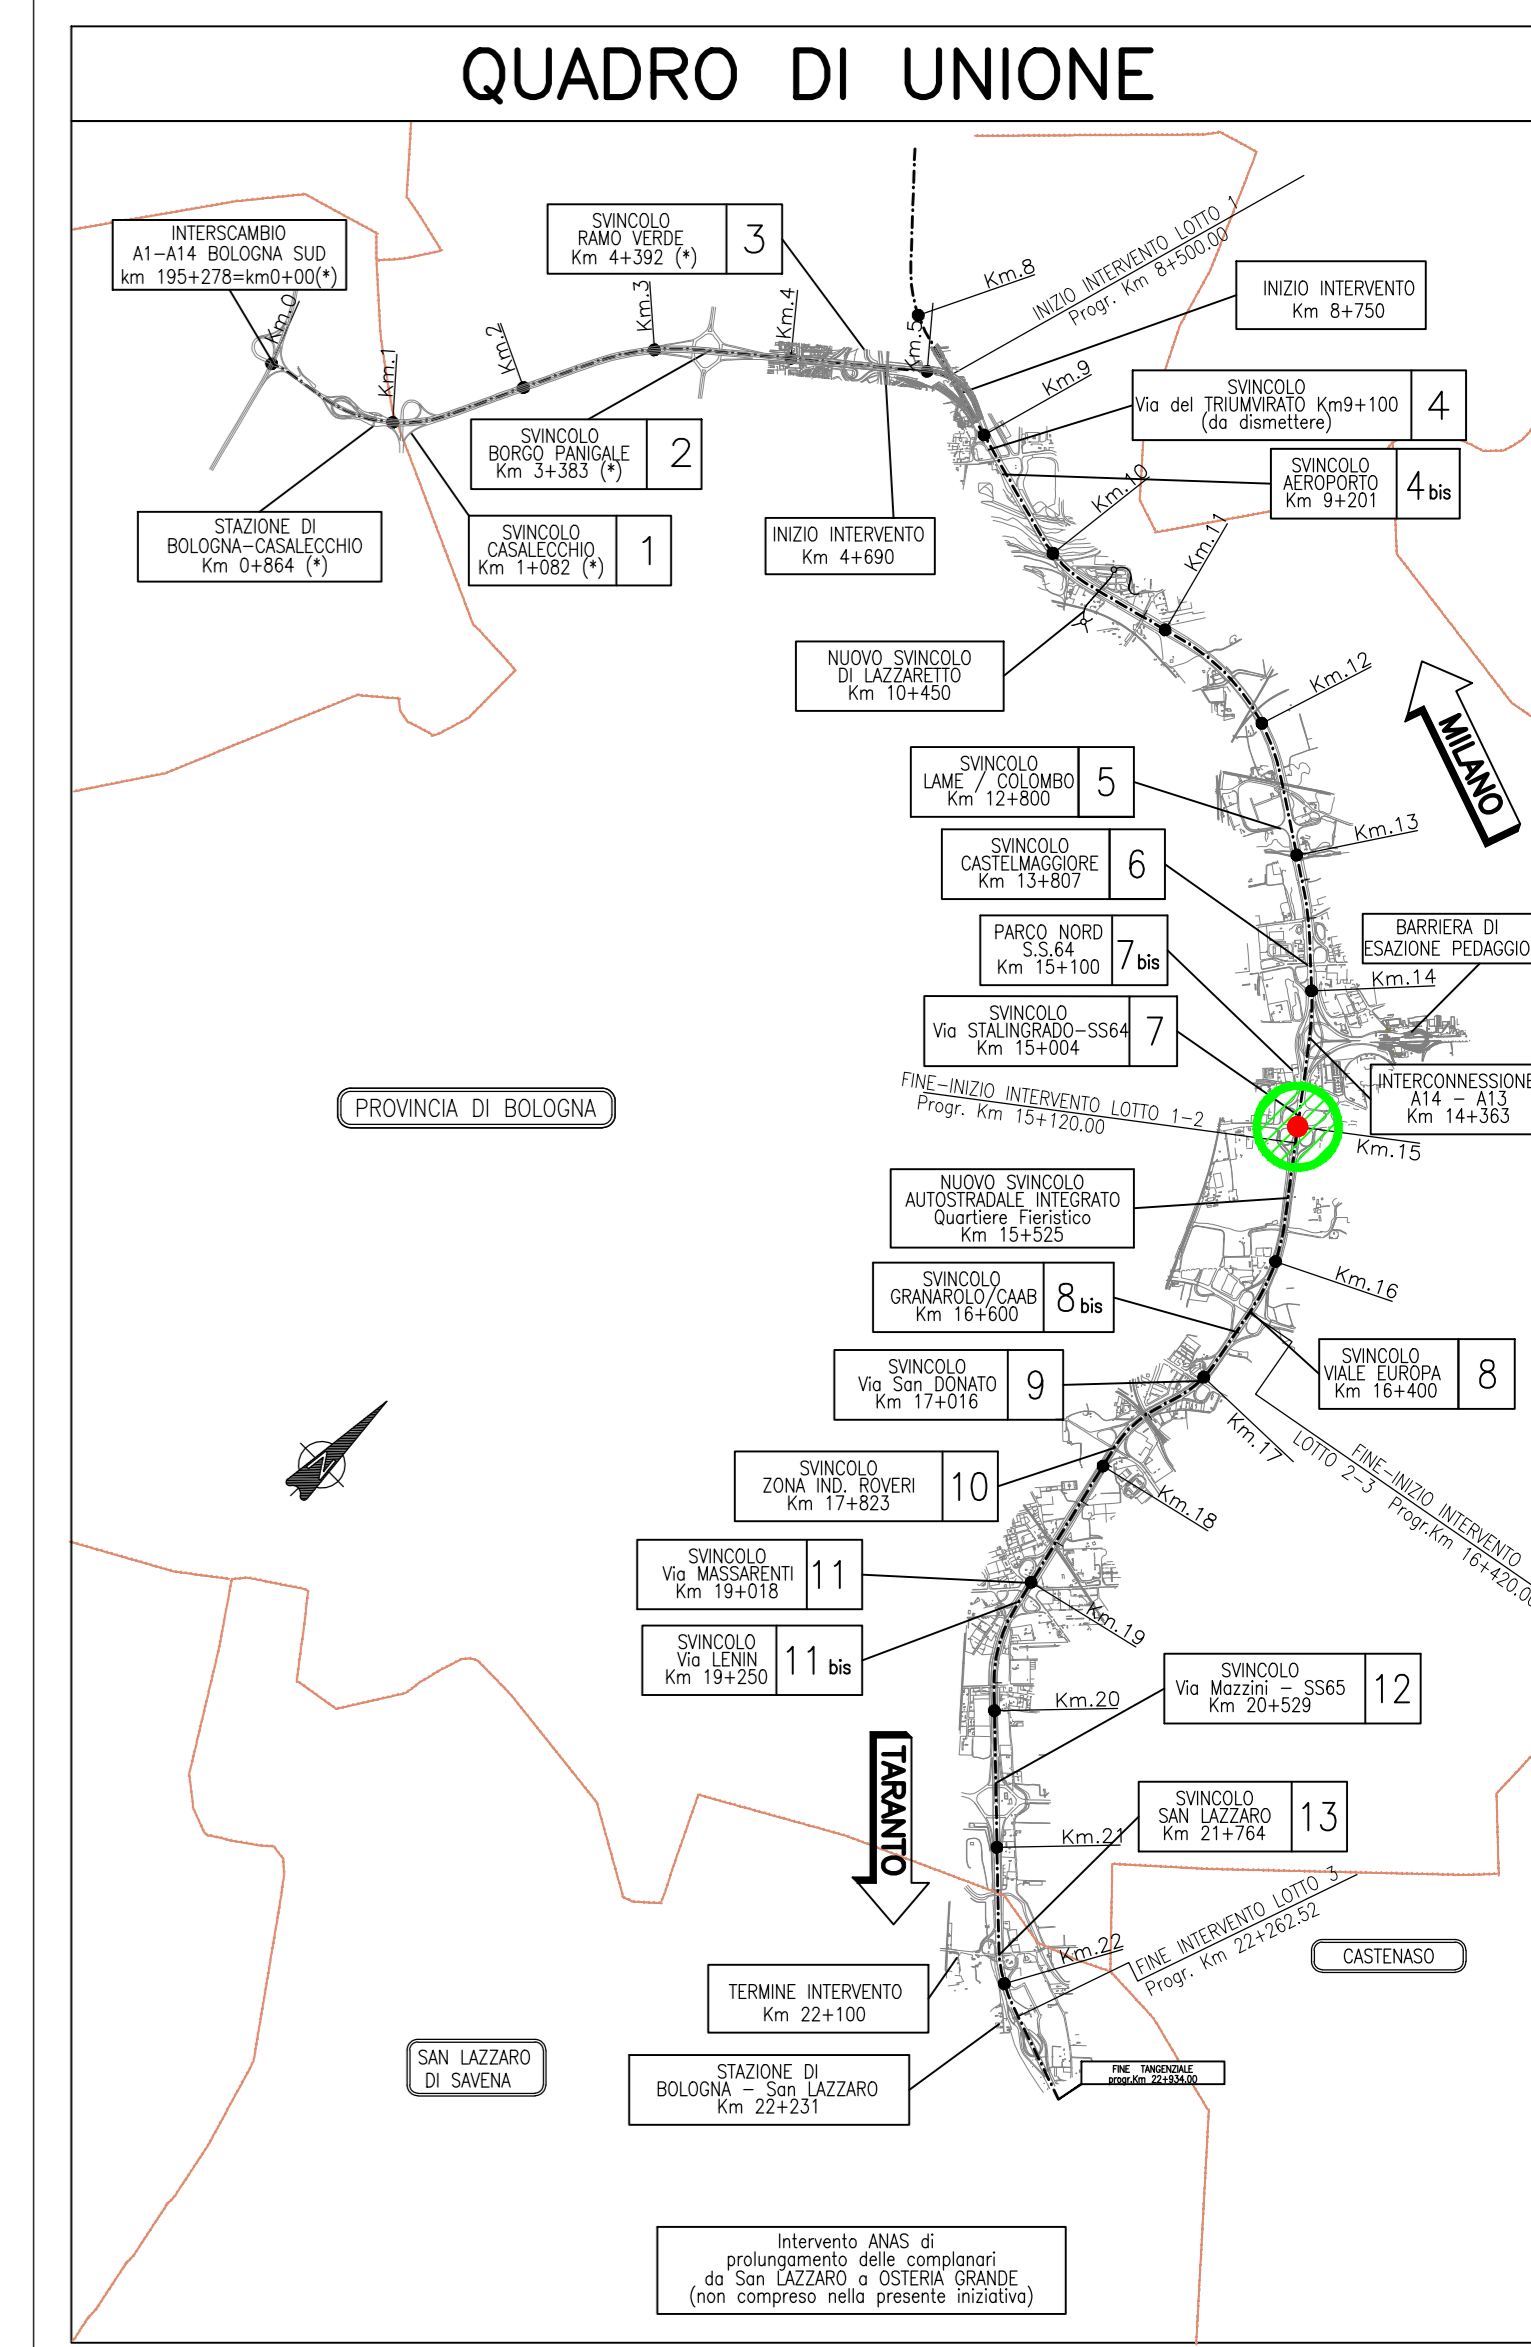 QUADRO DI UNIONE
INTERSCAMBIO
A1-A14 BOLOGNA SUD
km 195+278=km0+00(*)
SVINCOLO
RAMO VERDE
Km 4+392 (*)
3
INIZIO INTERVENTO LOTTO 1
Progr. Km 8+500.00
Km.8
INIZIO INTERVENTO
Km 8+750
Km.0
Km.1
Km.2
Km.3
Km.4
Km.5
Km.9
SVINCOLO
Via del TRIUMVIRATO Km9+100
(da dismettere)
4
SVINCOLO
BORGO PANIGALE
Km 3+383 (*)
2
SVINCOLO
AEROPORTO
Km 9+201
4 bis
Km.10
Km.11
STAZIONE DI
BOLOGNA-CASALECCHIO
Km 0+864 (*)
SVINCOLO
CASALECCHIO
Km 1+082 (*)
1
INIZIO INTERVENTO
Km 4+690
NUOVO SVINCOLO
DI LAZZARETTO
Km 10+450
Km.12
MILANO
SVINCOLO
LAME / COLOMBO
Km 12+800
5
Km.13
SVINCOLO
CASTELMAGGIORE
Km 13+807
6
PARCO NORD
S.S.64
Km 15+100
7 bis
BARRIERA DI
ESAZIONE PEDAGGIO
Km.14
SVINCOLO
Via STALINGRADO-SS64
Km 15+004
7
INTERCONNESSIONE
A14 - A13
Km 14+363
FINE-INIZIO INTERVENTO LOTTO 1-2
Progr. Km 15+120.00
PROVINCIA DI BOLOGNA
Km.15
NUOVO SVINCOLO
AUTOSTRADALE INTEGRATO
Quartiere Fieristico
Km 15+525
Km.16
SVINCOLO
GRANAROLO/CAAB
Km 16+600
8 bis
SVINCOLO
VIALE EUROPA
Km 16+400
8
SVINCOLO
Via San DONATO
Km 17+016
9
Km.17
FINE-INIZIO INTERVENTO
LOTTO 2-3 Progr.Km 16+420.00
SVINCOLO
ZONA IND. ROVERI
Km 17+823
10
Km.18
SVINCOLO
Via MASSARENTI
Km 19+018
11
Km.19
SVINCOLO
Via LENIN
Km 19+250
11 bis
SVINCOLO
Via Mazzini - SS65
Km 20+529
12
Km.20
TARANTO
SVINCOLO
SAN LAZZARO
Km 21+764
13
Km.21
FINE INTERVENTO LOTTO 3
Progr. Km 22+262.52
Km.22
CASTENASO
TERMINE INTERVENTO
Km 22+100
SAN LAZZARO
DI SAVENA
STAZIONE DI
BOLOGNA - San LAZZARO
Km 22+231
FINE TANGENZIALE
progr.Km 22+934.00
Intervento ANAS di
prolungamento delle complanari
da San LAZZARO a OSTERIA GRANDE
(non compreso nella presente iniziativa)